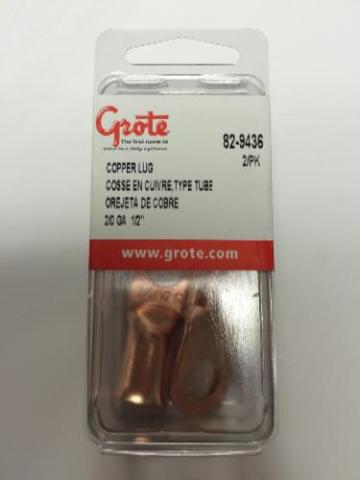 Grote
82-9436
2/PK
COPPER LUG
COSSE EN CUIVRE, TYPE TUBE
OREJETA DE COBRE
2/0 GA 1/2"
www.grote.com